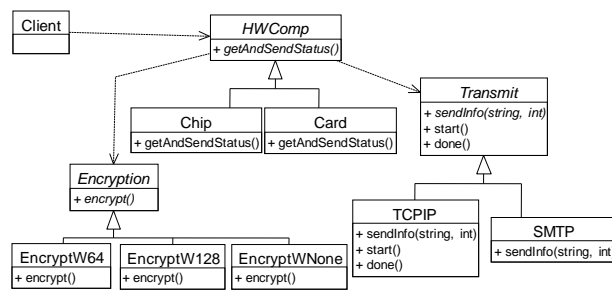 Client
HWComp
+ getAndSendStatus()
Chip
+ getAndSendStatus()
Card
+ getAndSendStatus()
Transmit
+ sendInfo(string, int)
+ start()
+ done()
Encryption
+ encrypt()
TCPIP
+ sendInfo(string, int)
+ start()
+ done()
SMTP
+ sendInfo(string, int)
EncryptW64
+ encrypt()
EncryptW128
+ encrypt()
EncryptWNone
+ encrypt()